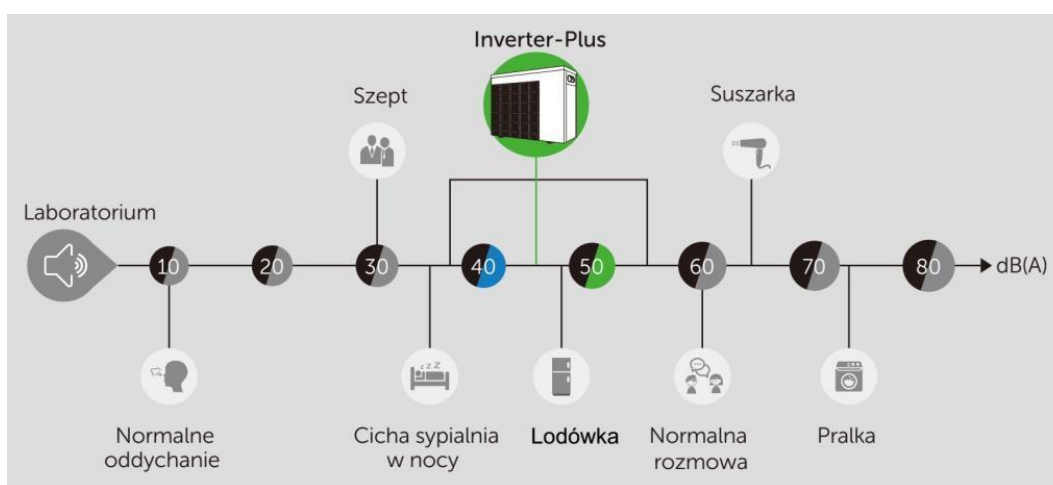 Inverter-Plus
Szept
Suszarka
Laboratorium
10
20
30
40
50
60
70
80
dB(A)
Normalne
oddychanie
Cicha sypialnia
w nocy
Lodówka
Normalna
rozmowa
Pralka